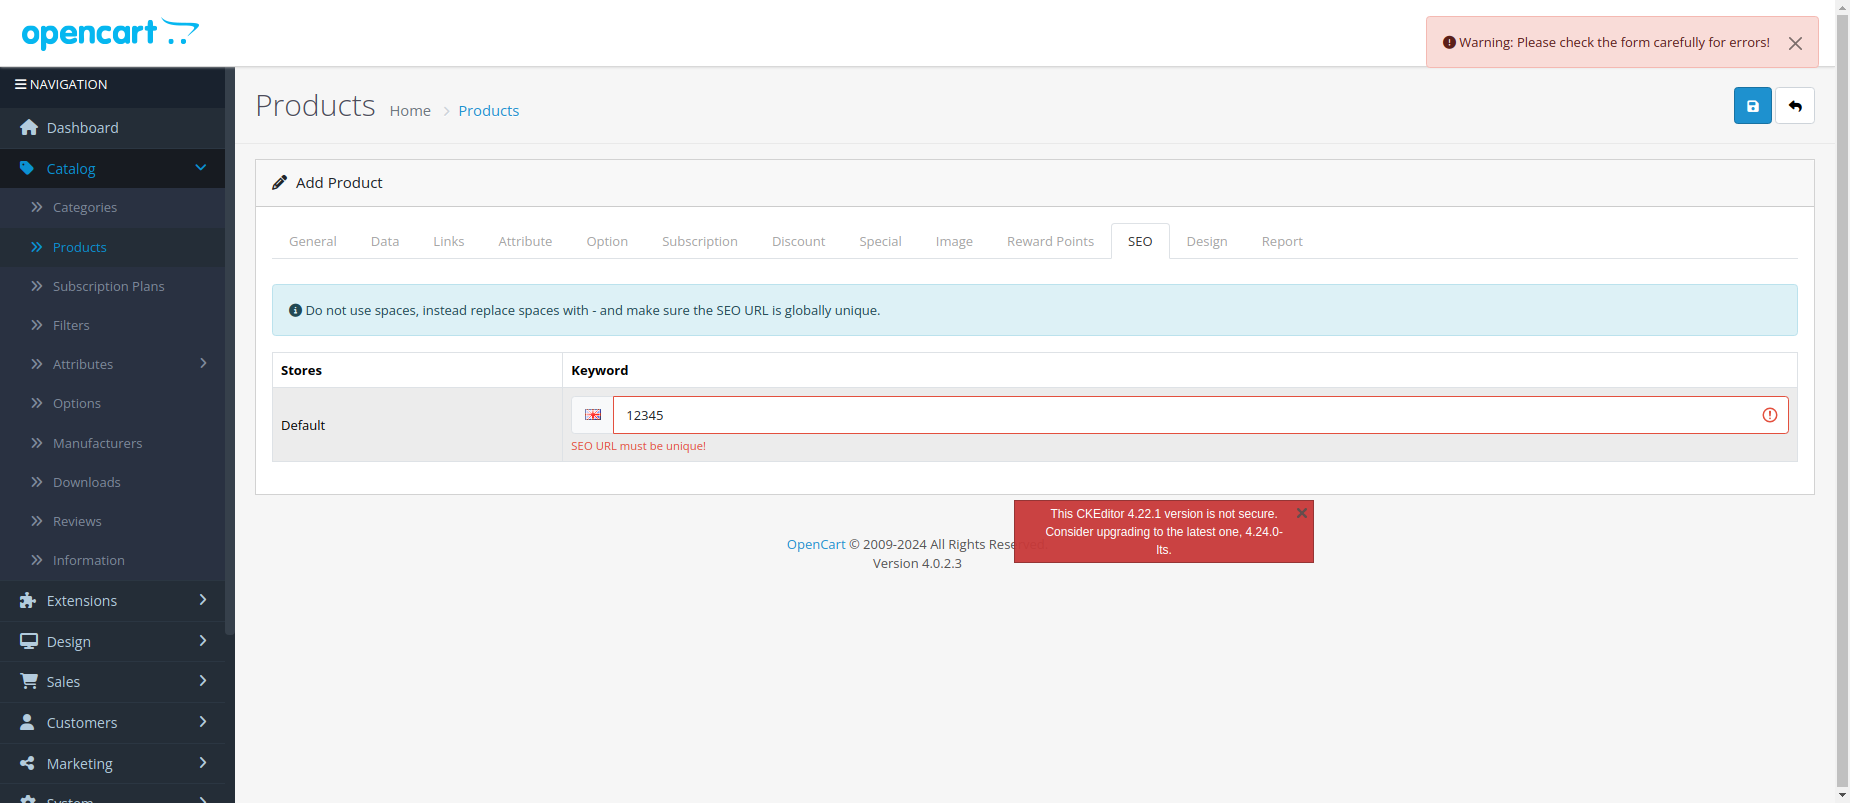 opencart
Warning: Please check the form carefully for errors!
NAVIGATION
Dashboard
Catalog
Categories
Products
Subscription Plans
Filters
Attributes
Options
Manufacturers
Downloads
Reviews
Information
Extensions
Design
Sales
Customers
Marketing
System
Products Home Products
Add Product
General Data Links Attribute Option Subscription Discount Special Image Reward Points SEO Design Report
Do not use spaces, instead replace spaces with - and make sure the SEO URL is globally unique.
Stores Keyword
Default 12345
SEO URL must be unique!
This CKEditor 4.22.1 version is not secure.
Consider upgrading to the latest one, 4.24.0-
lts.
OpenCart © 2009-2024 All Rights Reserved.
Version 4.0.2.3